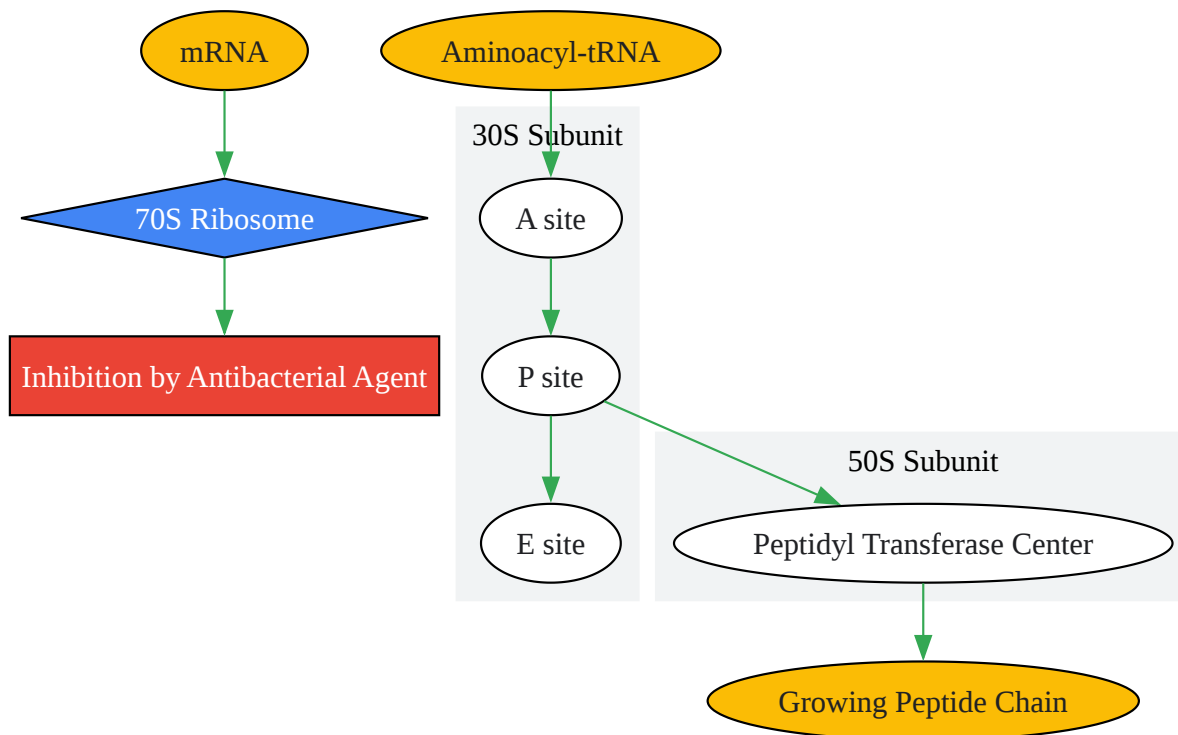 mRNA
Aminoacyl-tRNA
30S Subunit
70S Ribosome
A site
Inhibition by Antibacterial Agent
P site
50S Subunit
E site
Peptidyl Transferase Center
Growing Peptide Chain